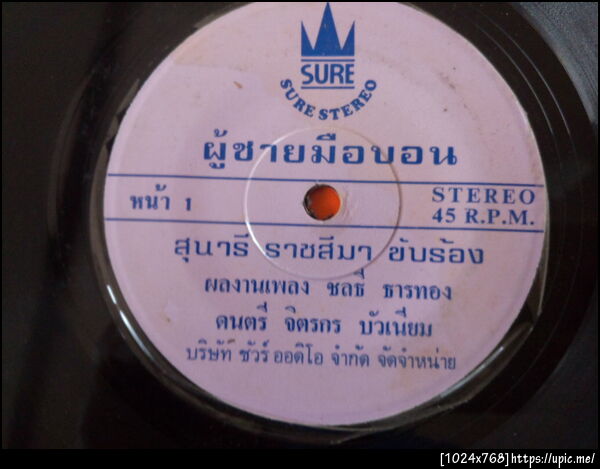 SURE
SURE STEREO
ผู้ชายมือบอน
หน้า 1
STEREO
45 R.P.M.
สุนารี ราชสีมา ขับร้อง
ผลงานเพลง ชลธี ธารทอง
ดนตรี จิตรกร บัวเนียม
บริษัท ชัวร์ ออดิโอ จำกัด จัดจำหน่าย
[1024x768]https://upic.me/